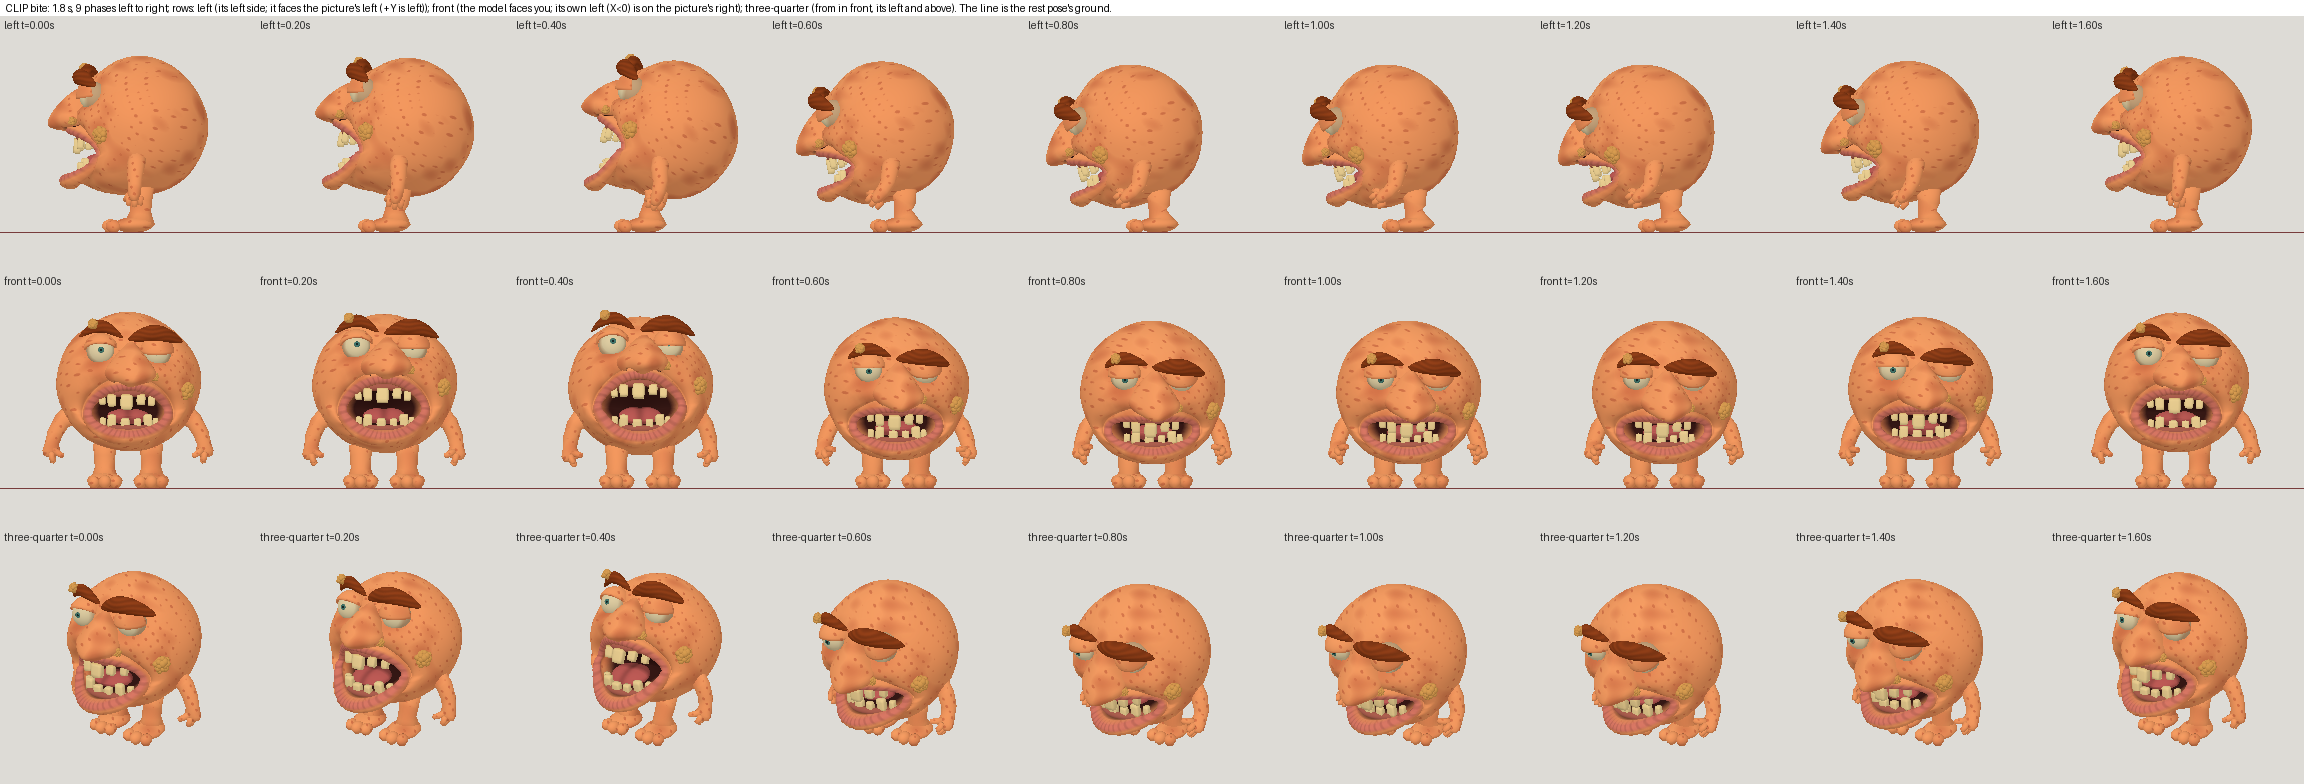 CLIP bite: 1.8 s, 9 phases left to right; rows: left (its left side; it faces the picture's left (+Y is left)); front (the model faces you; its own left (X<0) is on the picture's right); three-quarter (from in front, its left and above). The line is the rest pose's ground.
left t=0.00s left t=0.20s left t=0.40s left t=0.60s left t=0.80s left t=1.00s left t=1.20s left t=1.40s left t=1.60s
front t=0.00s front t=0.20s front t=0.40s front t=0.60s front t=0.80s front t=1.00s front t=1.20s front t=1.40s front t=1.60s
three-quarter t=0.00s three-quarter t=0.20s three-quarter t=0.40s three-quarter t=0.60s three-quarter t=0.80s three-quarter t=1.00s three-quarter t=1.20s three-quarter t=1.40s three-quarter t=1.60s